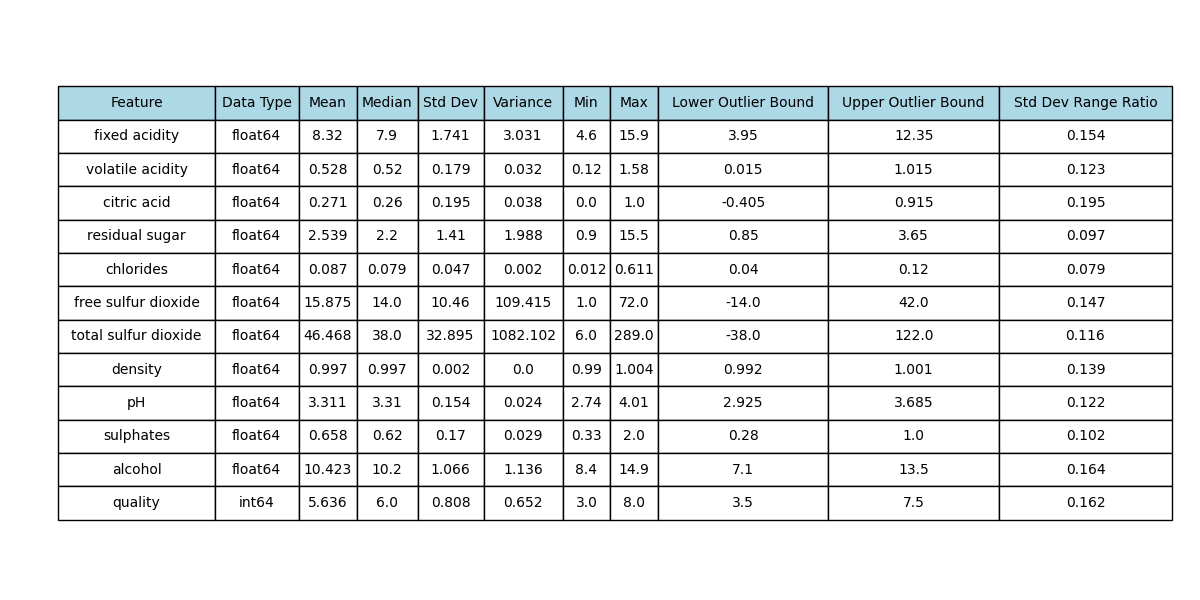 Feature Data Type Mean Median Std Dev Variance Min Max Lower Outlier Bound Upper Outlier Bound Std Dev Range Ratio
fixed acidity float64 8.32 7.9 1.741 3.031 4.6 15.9 3.95 12.35 0.154
volatile acidity float64 0.528 0.52 0.179 0.032 0.12 1.58 0.015 1.015 0.123
citric acid float64 0.271 0.26 0.195 0.038 0.0 1.0 -0.405 0.915 0.195
residual sugar float64 2.539 2.2 1.41 1.988 0.9 15.5 0.85 3.65 0.097
chlorides float64 0.087 0.079 0.047 0.002 0.012 0.611 0.04 0.12 0.079
free sulfur dioxide float64 15.875 14.0 10.46 109.415 1.0 72.0 -14.0 42.0 0.147
total sulfur dioxide float64 46.468 38.0 32.895 1082.102 6.0 289.0 -38.0 122.0 0.116
density float64 0.997 0.997 0.002 0.0 0.99 1.004 0.992 1.001 0.139
pH float64 3.311 3.31 0.154 0.024 2.74 4.01 2.925 3.685 0.122
sulphates float64 0.658 0.62 0.17 0.029 0.33 2.0 0.28 1.0 0.102
alcohol float64 10.423 10.2 1.066 1.136 8.4 14.9 7.1 13.5 0.164
quality int64 5.636 6.0 0.808 0.652 3.0 8.0 3.5 7.5 0.162